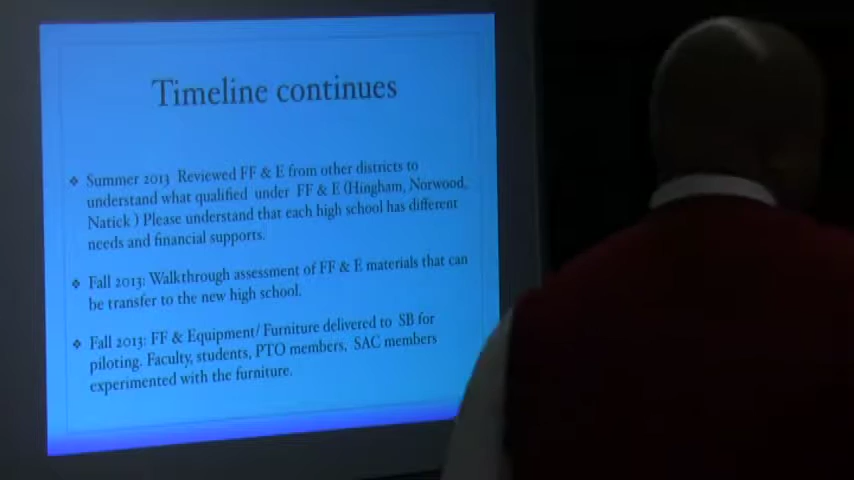 Timeline continues
❖ Summer 2013 Reviewed FF & E from other districts to
understand what qualified under FF & E (Hingham, Norwood,
Natick ) Please understand that each high school has different
needs and financial supports.
❖ Fall 2013: Walkthrough assessment of FF & E materials that can
be transfer to the new high school.
❖ Fall 2013: FF & Equipment/ Furniture delivered to SB for
piloting. Faculty, students, PTO members, SAC members
experimented with the furniture.